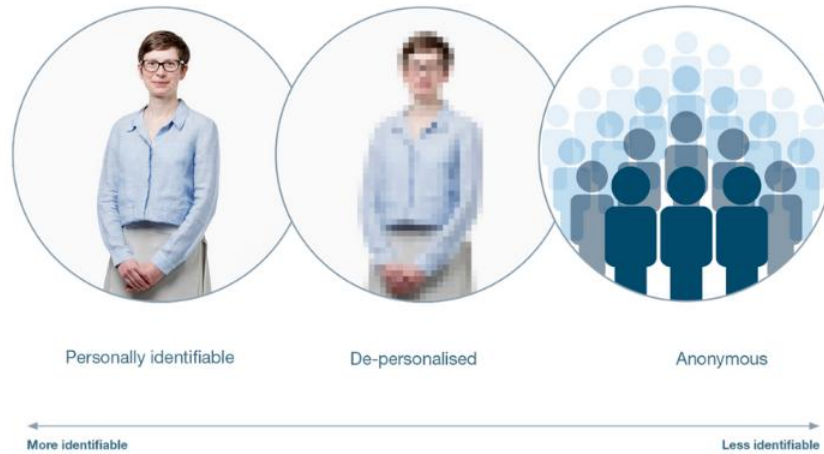 Personally identifiable
De-personalised
Anonymous
More identifiable
Less identifiable